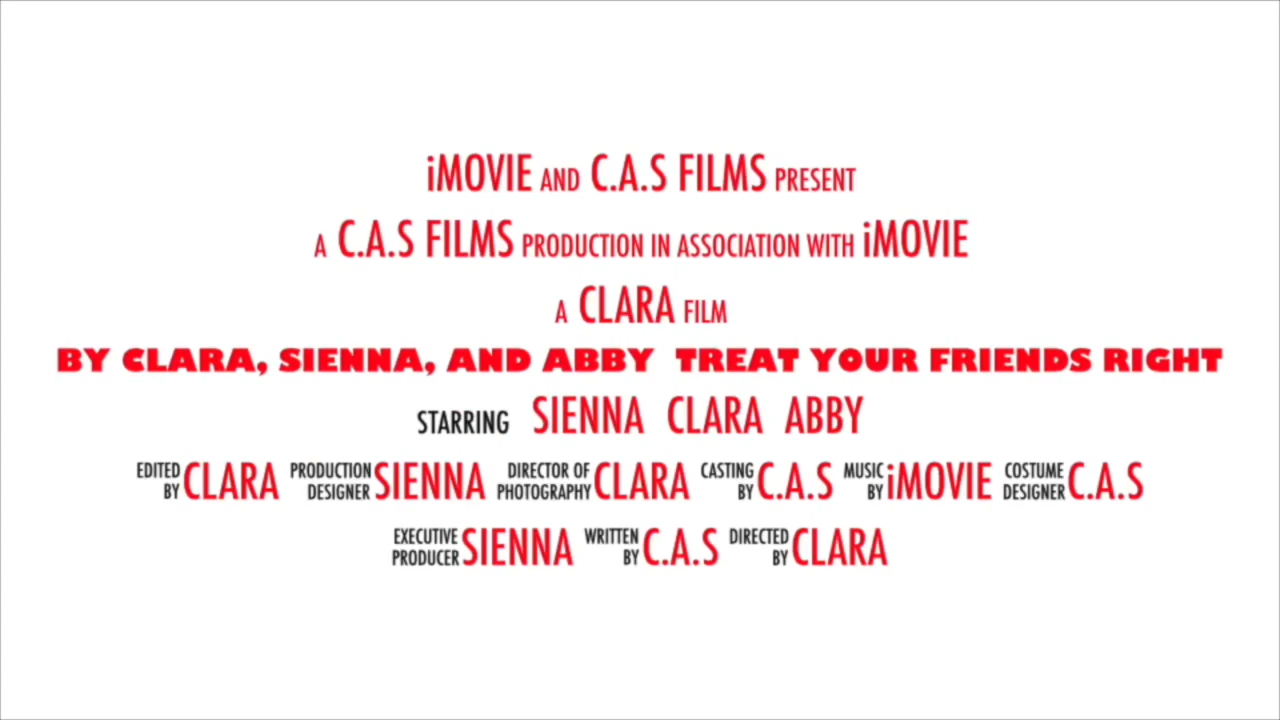 iMOVIE AND C.A.S FILMS PRESENT
A C.A.S FILMS PRODUCTION IN ASSOCIATION WITH iMOVIE
A CLARA FILM
BY CLARA, SIENNA, AND ABBY TREAT YOUR FRIENDS RIGHT
STARRING SIENNA CLARA ABBY
EDITED BY CLARA PRODUCTION DESIGNER SIENNA DIRECTOR OF PHOTOGRAPHY CLARA CASTING BY C.A.S MUSIC BY iMOVIE COSTUME DESIGNER C.A.S
EXECUTIVE PRODUCER SIENNA WRITTEN BY C.A.S DIRECTED BY CLARA